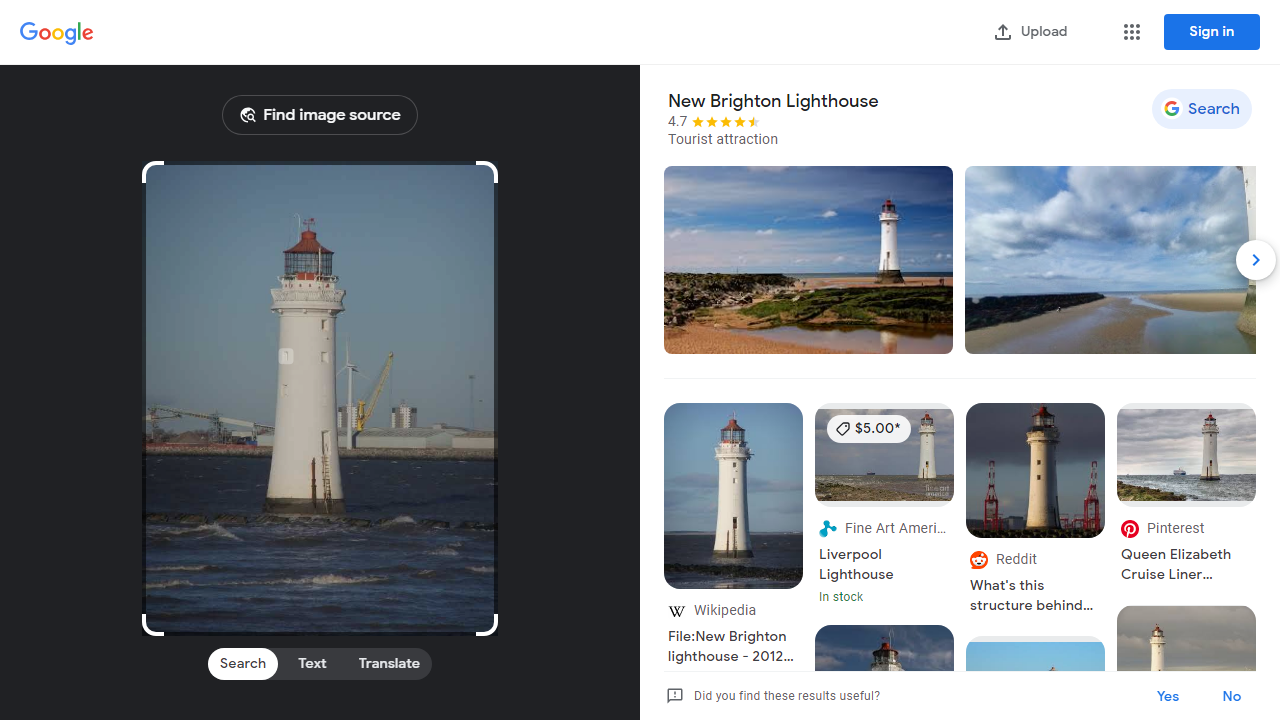 Google
Upload
Sign in
Find image source
New Brighton Lighthouse
4.7
Tourist attraction
Search
$5.00*
Wikipedia
File:New Brighton
lighthouse - 2012...
Fine Art Ameri...
Liverpool
Lighthouse
In stock
Reddit
What's this
structure behind...
Pinterest
Queen Elizabeth
Cruise Liner...
Search
Text
Translate
Did you find these results useful?
Yes
No